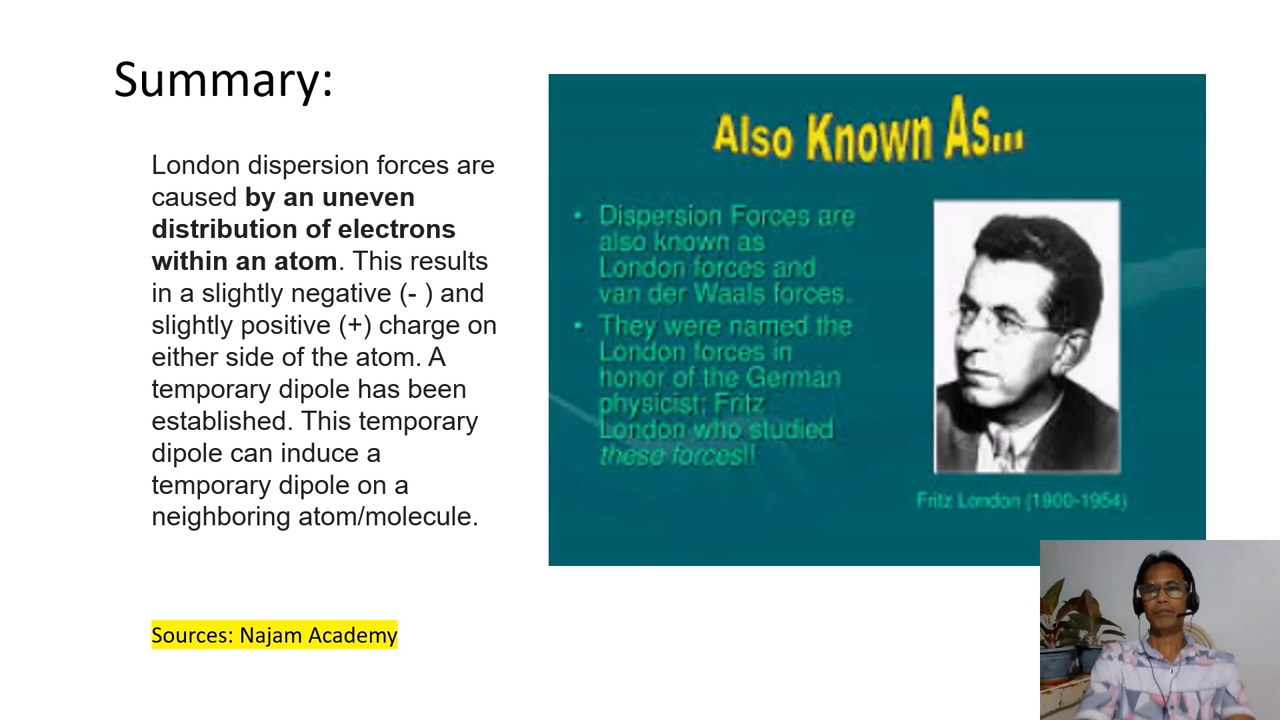 Summary:
London dispersion forces are
caused by an uneven
distribution of electrons
within an atom. This results
in a slightly negative (- ) and
slightly positive (+) charge on
either side of the atom. A
temporary dipole has been
established. This temporary
dipole can induce a
temporary dipole on a
neighboring atom/molecule.
Sources: Najam Academy
Also Known As...
• Dispersion Forces are
also known as
London forces and
van der Waals forces.
• They were named the
London forces in
honor of the German
physicist; Fritz
London who studied
these forces!!
Fritz London (1900-1954)